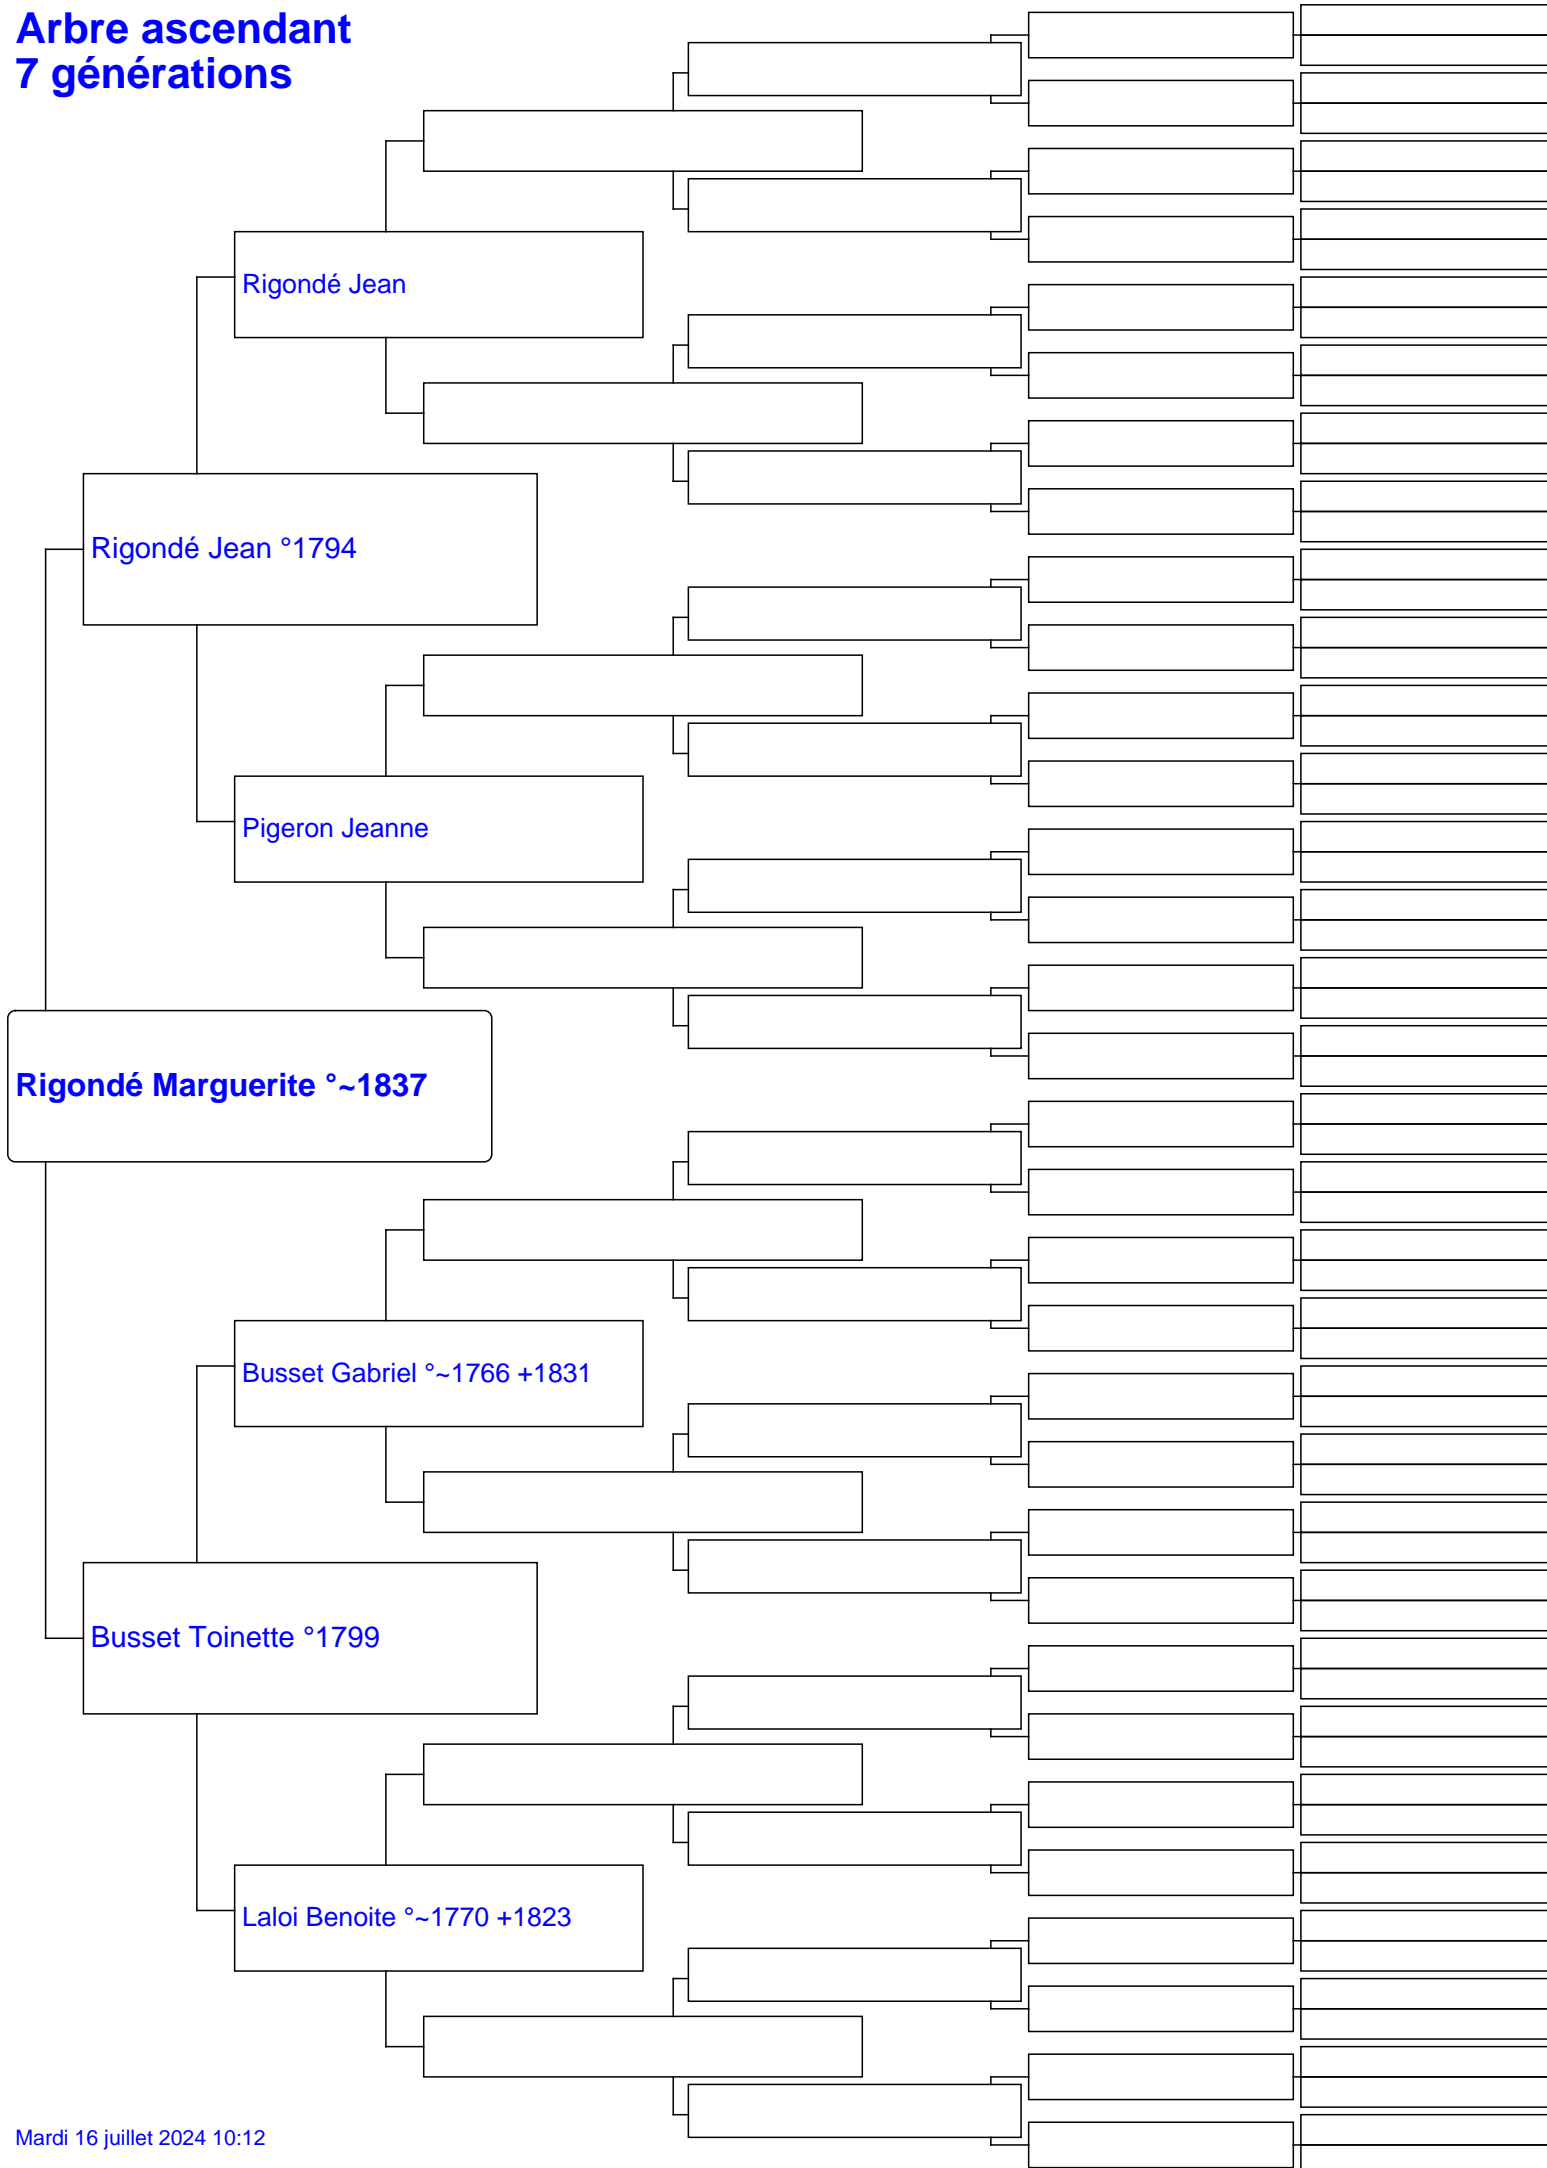 Arbre ascendant
7 générations
Rigondé Jean
Rigondé Jean °1794
Pigeron Jeanne
Rigondé Marguerite °~1837
Busset Gabriel °~1766 +1831
Busset Toinette °1799
Laloi Benoite °~1770 +1823
Mardi 16 juillet 2024 10:12